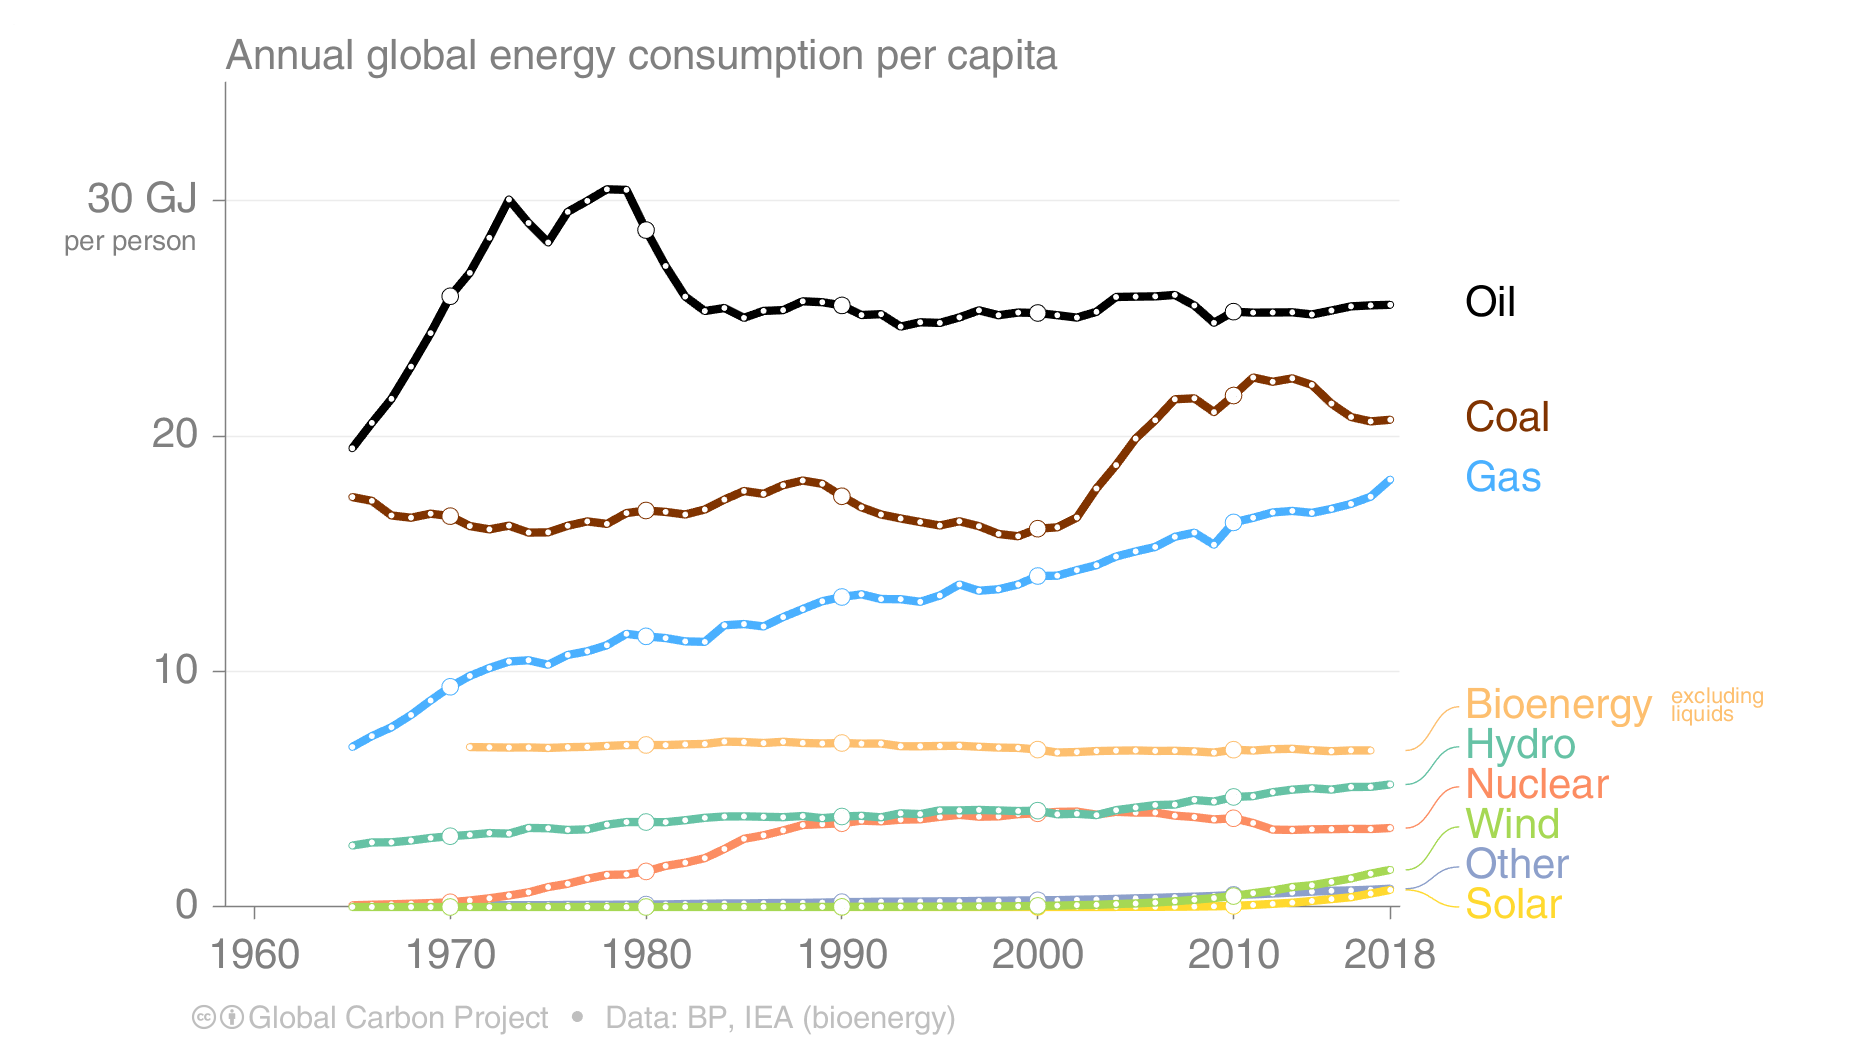 Annual global energy consumption per capita
30 GJ
per person
20
10
0
1960 1970 1980 1990 2000 2010 2018
Oil
Coal
Gas
Bioenergy excluding
liquids
Hydro
Nuclear
Wind
Other
Solar
cc Global Carbon Project • Data: BP, IEA (bioenergy)